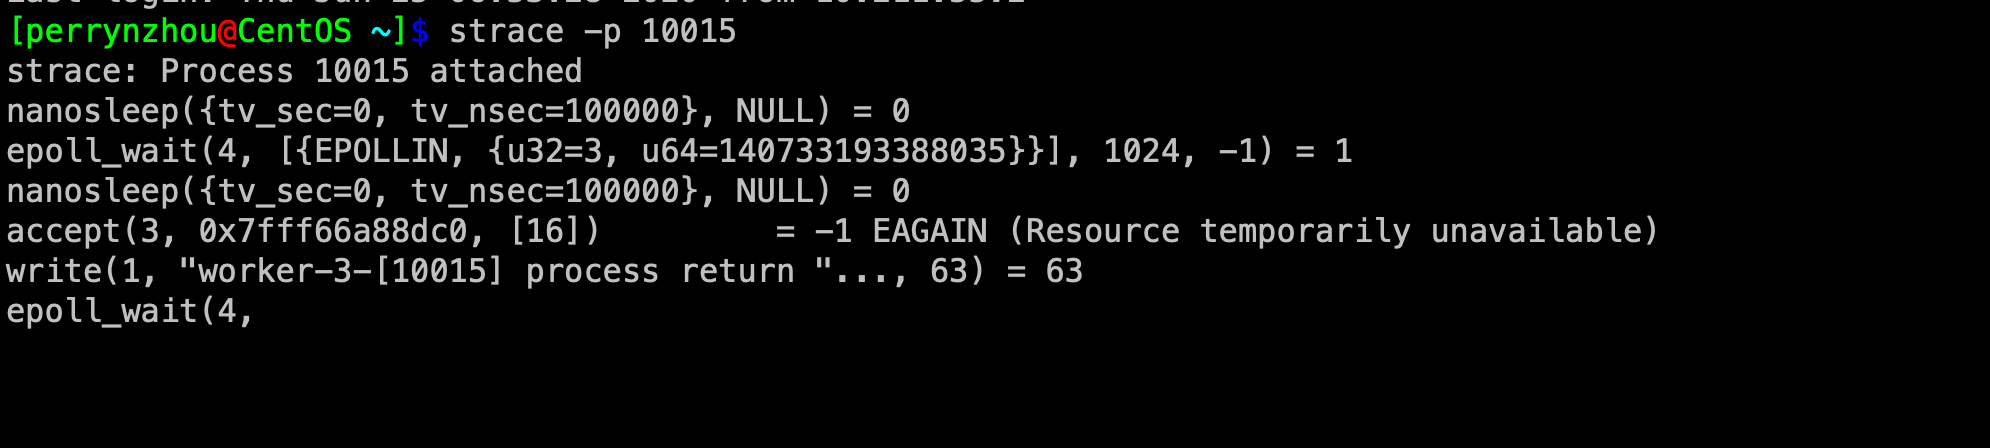 [perrynzhou@CentOS ~]$ strace -p 10015
strace: Process 10015 attached
nanosleep({tv_sec=0, tv_nsec=100000}, NULL) = 0
epoll_wait(4, [{EPOLLIN, {u32=3, u64=140733193388035}}], 1024, -1) = 1
nanosleep({tv_sec=0, tv_nsec=100000}, NULL) = 0
accept(3, 0x7fff66a88dc0, [16])         = -1 EAGAIN (Resource temporarily unavailable)
write(1, "worker-3-[10015] process return "..., 63) = 63
epoll_wait(4,